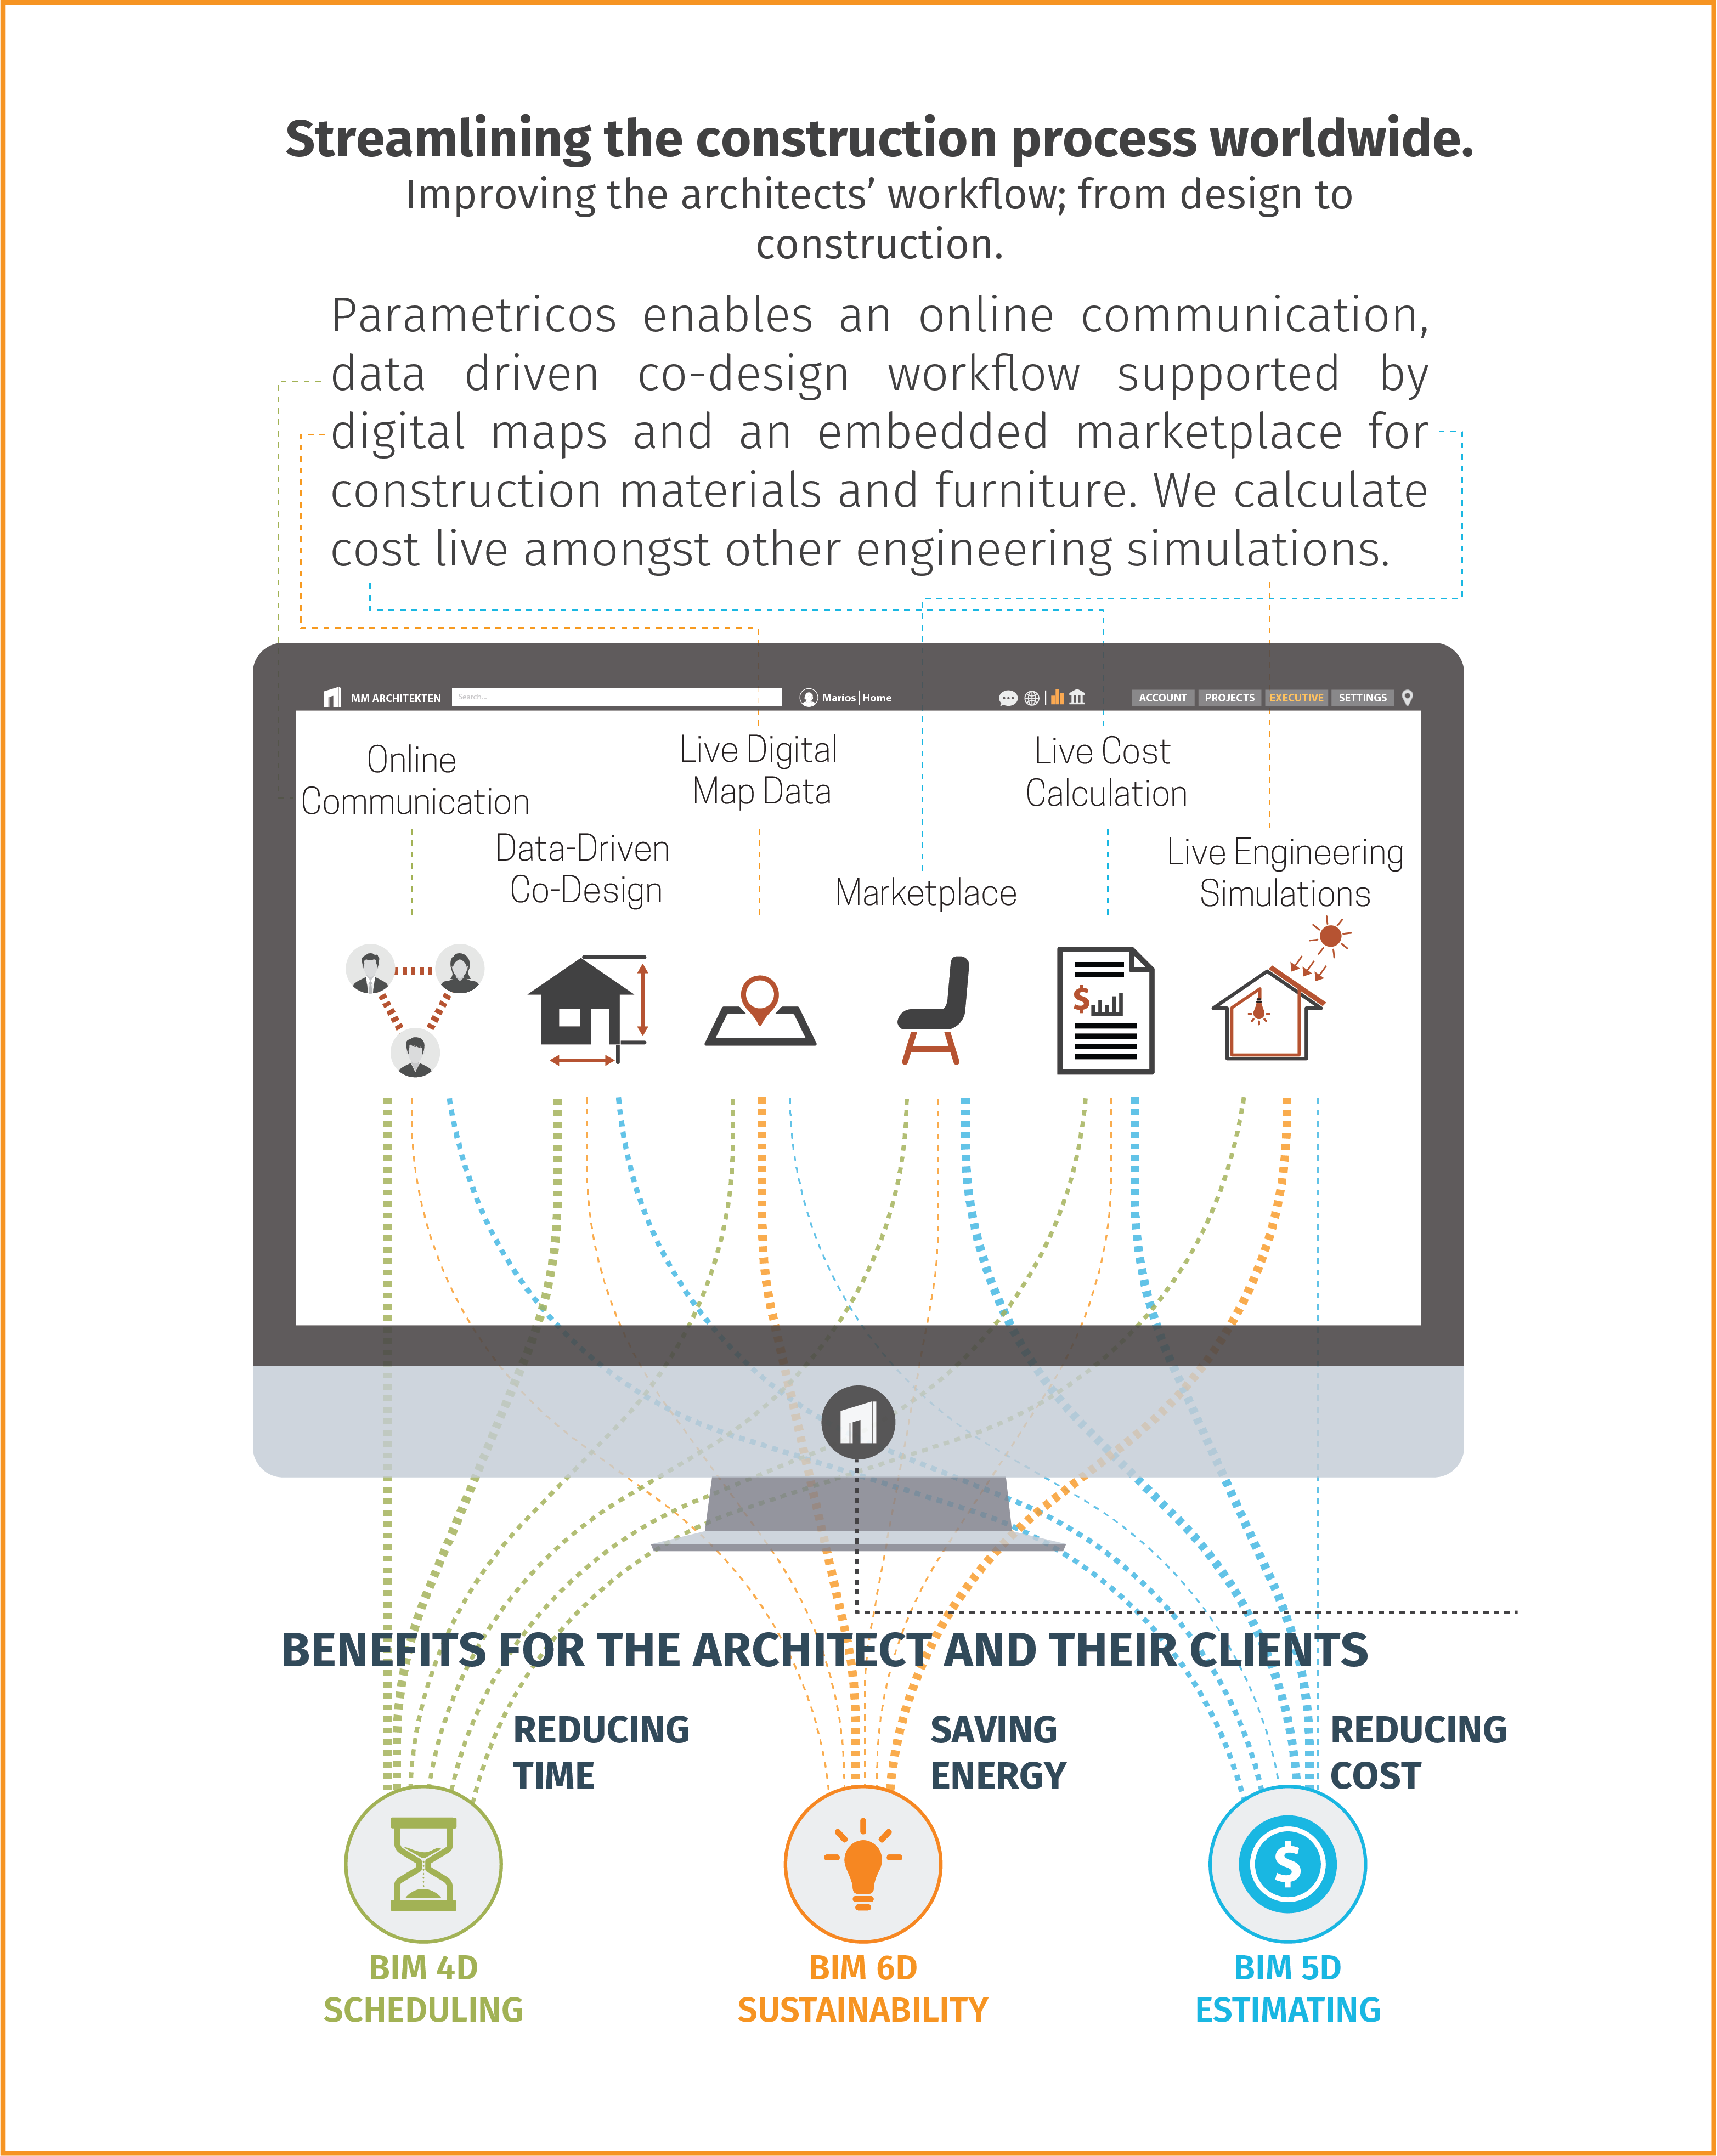 Streamlining the construction process worldwide.
Improving the architects’ workflow; from design to
construction.
Parametricos enables an online communication,
data driven co-design workflow supported by
digital maps and an embedded marketplace for
construction materials and furniture. We calculate
cost live amongst other engineering simulations.
MM ARCHITEKTEN
Search...
Marios | Home
ACCOUNT
PROJECTS
EXECUTIVE
SETTINGS
Online
Communication
Data-Driven
Co-Design
Live Digital
Map Data
Marketplace
Live Cost
Calculation
Live Engineering
Simulations
$
BENEFITS FOR THE ARCHITECT AND THEIR CLIENTS
REDUCING
TIME
SAVING
ENERGY
REDUCING
COST
$
BIM 4D
SCHEDULING
BIM 6D
SUSTAINABILITY
BIM 5D
ESTIMATING